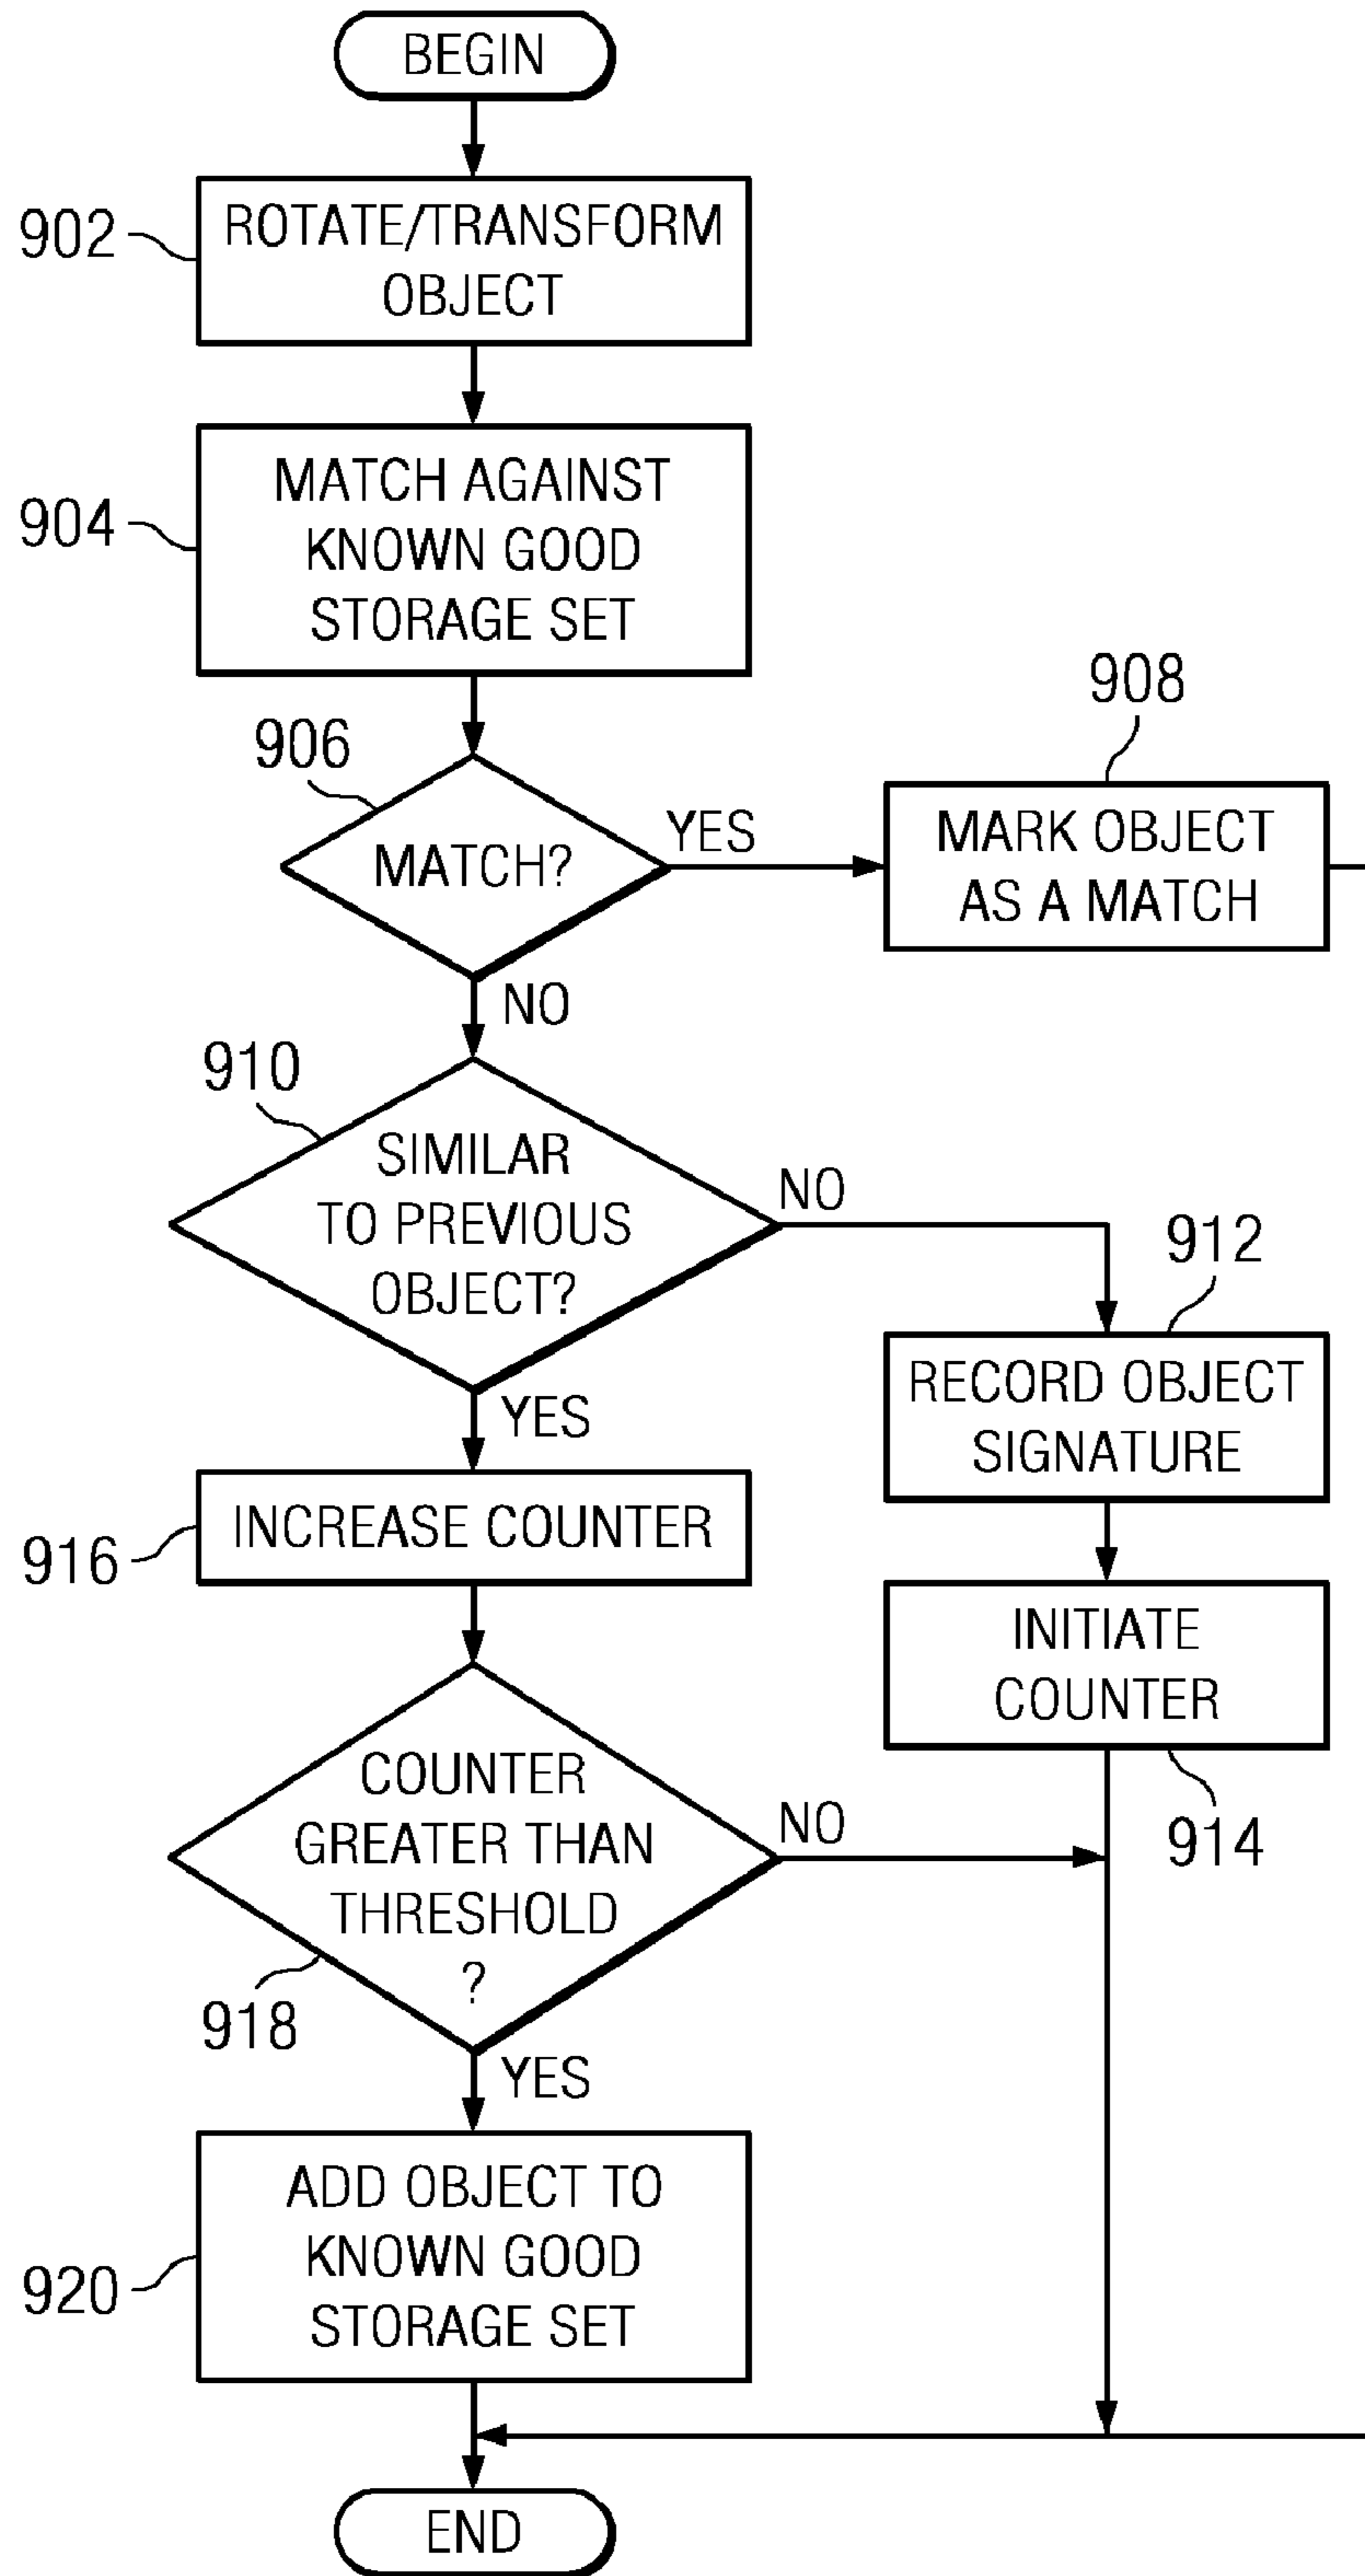 BEGIN
902
ROTATE/TRANSFORM
OBJECT
904
MATCH AGAINST
KNOWN GOOD
STORAGE SET
906
MATCH?
YES
908
MARK OBJECT
AS A MATCH
NO
910
SIMILAR
TO PREVIOUS
OBJECT?
NO
912
RECORD OBJECT
SIGNATURE
YES
916
INCREASE COUNTER
INITIATE
COUNTER
914
COUNTER
GREATER THAN
THRESHOLD
?
NO
918
YES
920
ADD OBJECT TO
KNOWN GOOD
STORAGE SET
END